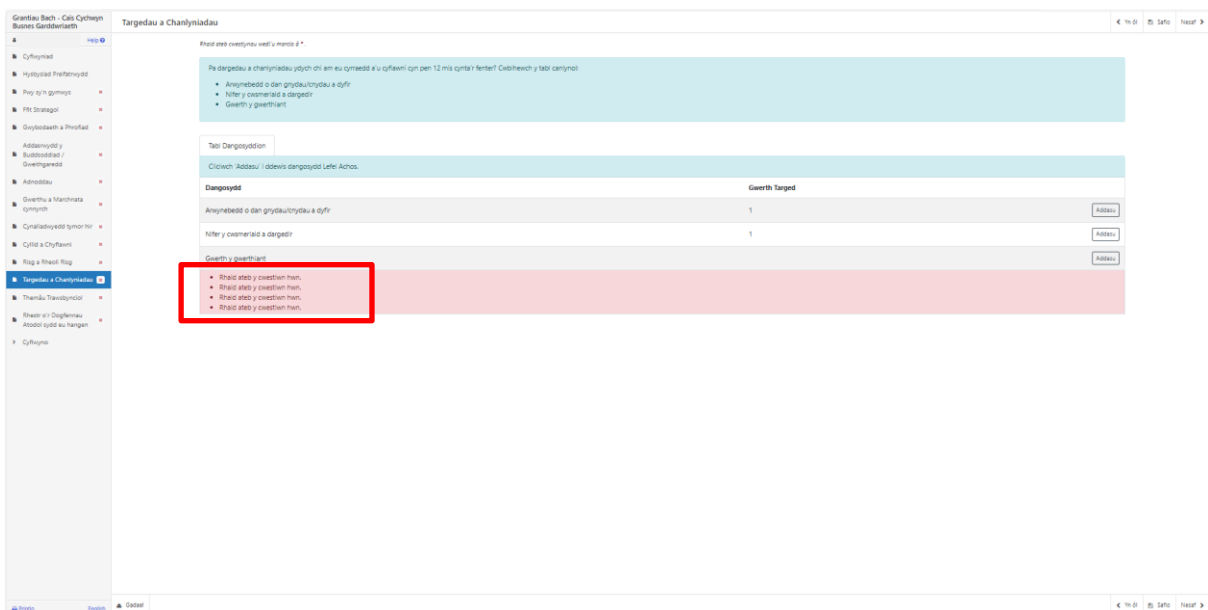 Grantiau Bach - Cais Cychwyn
Busnes Garddwriaeth
Help
Cyflwyniad
Hysbysiad Preifatrwydd
Pwy sy'n gymwys
Ffit Strategol
Gwybodaeth a Phrofiad
Addasrwydd y
Buddsoddiad /
Gweithgaredd
Adnoddau
Gwerthu a Marchnata
cynnyrch
Cynaliadwyedd tymor hir
Cyllid a Chyflawni
Risg a Rheoli Risg
Targedau a Chanlyniadau
Themâu Trawsbynciol
Rhestr o'r Dogfennau
Atodol sydd eu hangen
Cyflwyno
Targedau a Chanlyniadau
Yn ôl Safio Nesaf
Rhaid ateb cwestiynau wedi'u marcio â *.
Pa dargedau a chanlyniadau ydych chi am eu cyrraedd a'u cyflawni cyn pen 12 mis cynta'r fenter? Cwblhewch y tabl canlynol:
Arwynebedd o dan gnydau/cnydau a dyfir
Nifer y cwsmeriaid a dargedir
Gwerth y gwerthiant
Tabl Dangosyddion
Cliciwch 'Addasu' i ddewis dangosydd Lefel Achos.
Dangosydd Gwerth Targed
Arwynebedd o dan gnydau/cnydau a dyfir 1 Addasu
Nifer y cwsmeriaid a dargedir 1 Addasu
Gwerth y gwerthiant Addasu
Rhaid ateb y cwestiwn hwn.
Rhaid ateb y cwestiwn hwn.
Rhaid ateb y cwestiwn hwn.
Rhaid ateb y cwestiwn hwn.
English
Gadael
Yn ôl Safio Nesaf